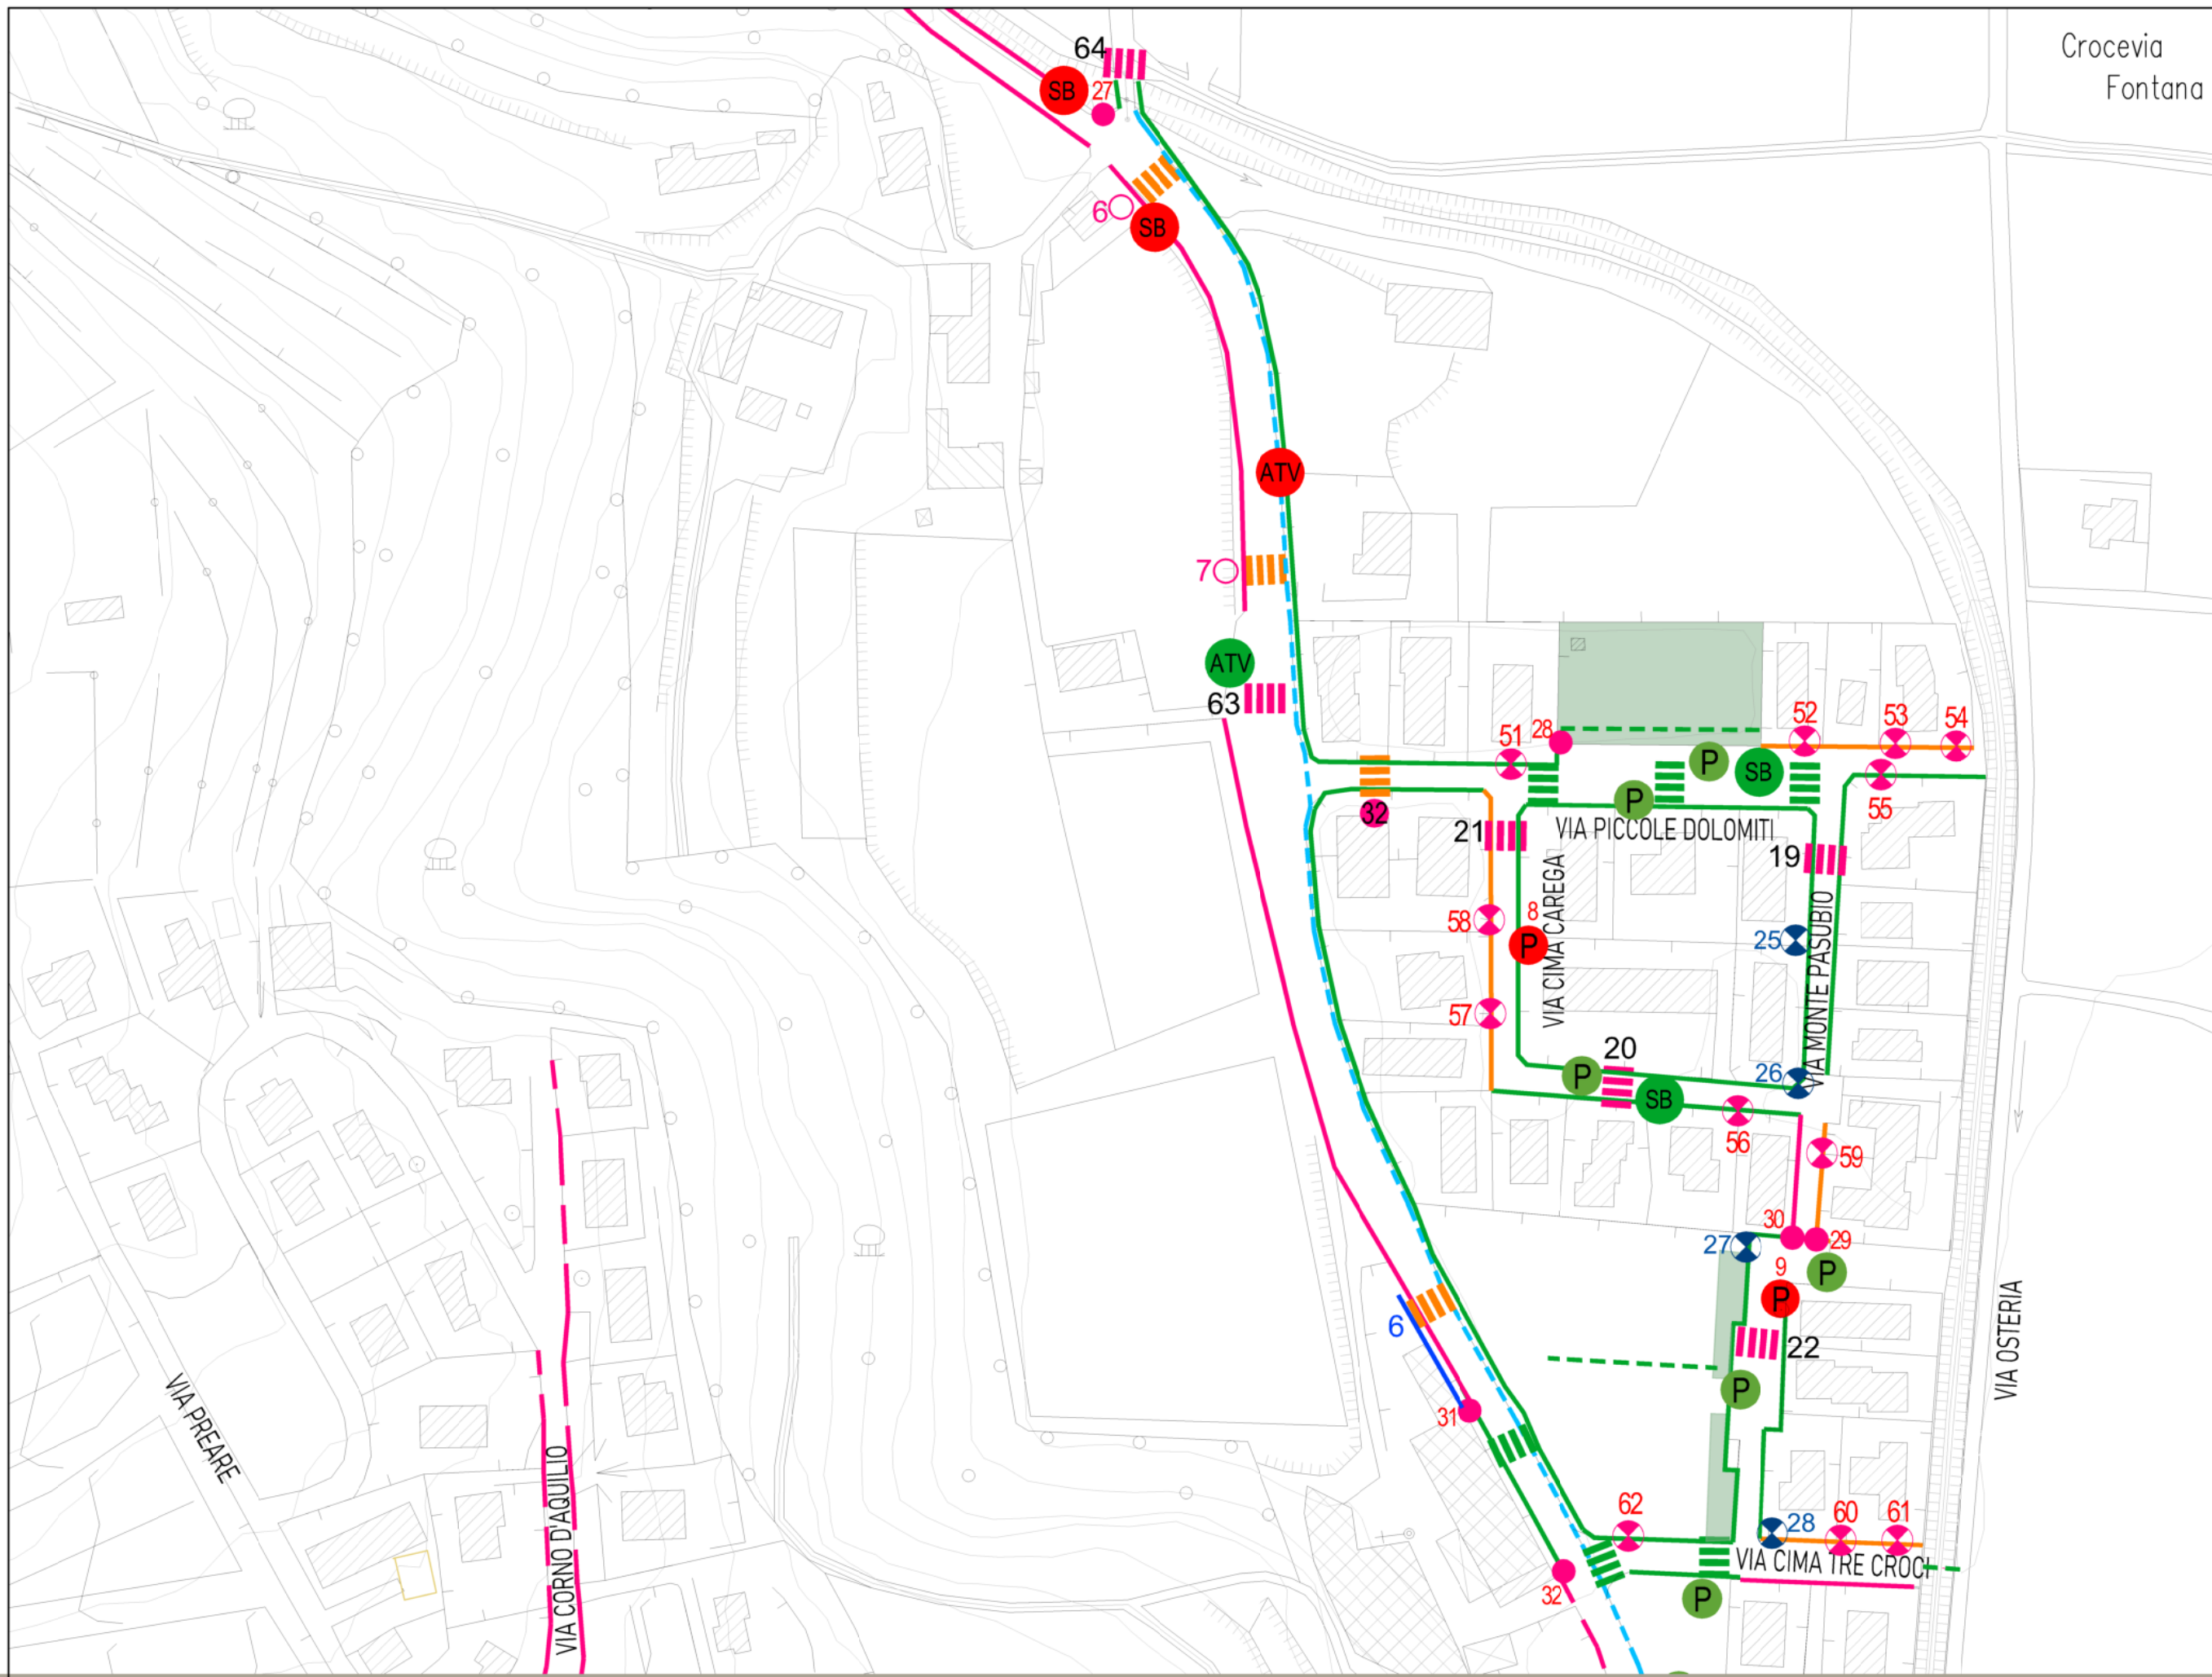 Crocevia
Fontana
64
SB
27
6
SB
ATV
7
ATV
63
51
28
52
53
54
P
SB
P
55
32
21
VIA PICCOLE DOLOMITI
19
58
8
P
VIA CIMA CAREGA
25
VIA MONTE PASUBIO
57
20
P
SB
26
56
59
30
29
27
9
P
P
6
22
P
31
VIA OSTERIA
VIA PREARE
VIA CORNO D'AQUILIO
62
28
60
61
VIA CIMA TRE CROCI
32
P